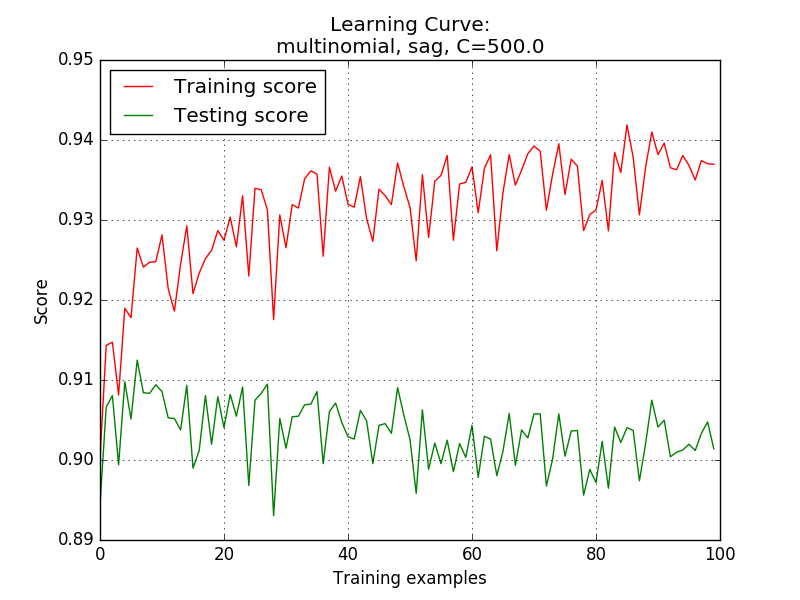 Learning Curve:
multinomial, sag, C=500.0
0.95
Training score
Testing score
0.94
0.93
0.92
0.91
0.90
0.89
Score
0 20 40 60 80 100
Training examples